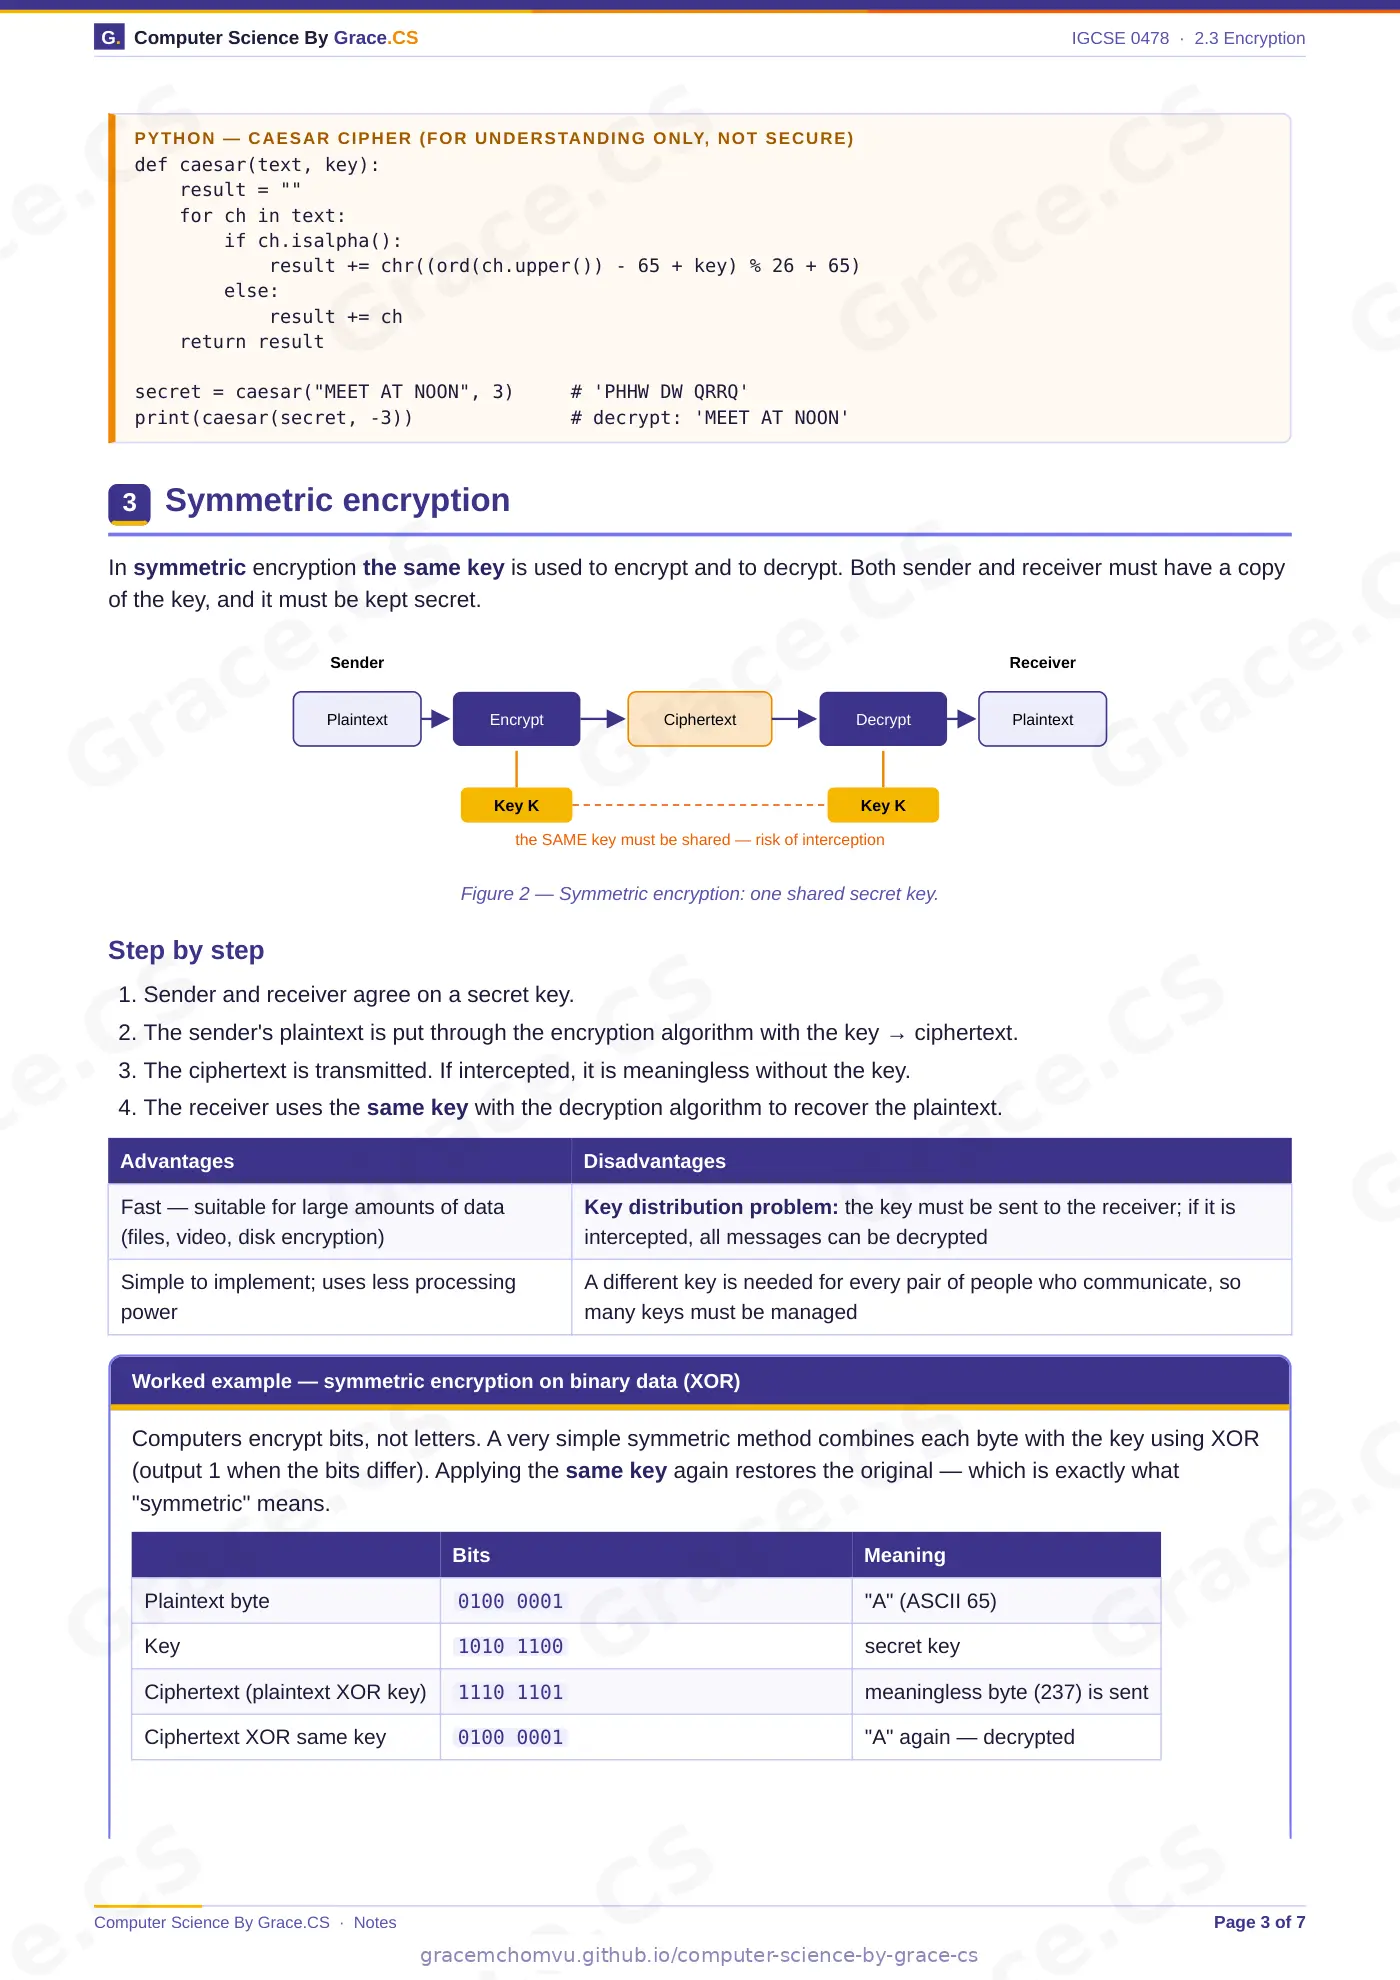 G. Computer Science By Grace.CS
IGCSE 0478 · 2.3 Encryption
PYTHON — CAESAR CIPHER (FOR UNDERSTANDING ONLY, NOT SECURE)
def caesar(text, key):
    result = ""
    for ch in text:
        if ch.isalpha():
            result += chr((ord(ch.upper()) - 65 + key) % 26 + 65)
        else:
            result += ch
    return result
secret = caesar("MEET AT NOON", 3)     # 'PHHW DW QRRQ'
print(caesar(secret, -3))              # decrypt: 'MEET AT NOON'
3 Symmetric encryption
In symmetric encryption the same key is used to encrypt and to decrypt. Both sender and receiver must have a copy
of the key, and it must be kept secret.
Sender Receiver
Plaintext Encrypt Ciphertext Decrypt Plaintext
Key K Key K
the SAME key must be shared — risk of interception
Figure 2 — Symmetric encryption: one shared secret key.
Step by step
1. Sender and receiver agree on a secret key.
2. The sender's plaintext is put through the encryption algorithm with the key → ciphertext.
3. The ciphertext is transmitted. If intercepted, it is meaningless without the key.
4. The receiver uses the same key with the decryption algorithm to recover the plaintext.
Advantages Disadvantages
Fast — suitable for large amounts of data
(files, video, disk encryption)
Key distribution problem: the key must be sent to the receiver; if it is
intercepted, all messages can be decrypted
Simple to implement; uses less processing
power
A different key is needed for every pair of people who communicate, so
many keys must be managed
Worked example — symmetric encryption on binary data (XOR)
Computers encrypt bits, not letters. A very simple symmetric method combines each byte with the key using XOR
(output 1 when the bits differ). Applying the same key again restores the original — which is exactly what
"symmetric" means.
Bits Meaning
Plaintext byte 0100 0001 "A" (ASCII 65)
Key 1010 1100 secret key
Ciphertext (plaintext XOR key) 1110 1101 meaningless byte (237) is sent
Ciphertext XOR same key 0100 0001 "A" again — decrypted
Computer Science By Grace.CS · Notes
Page 3 of 7
gracemchomvu.github.io/computer-science-by-grace-cs